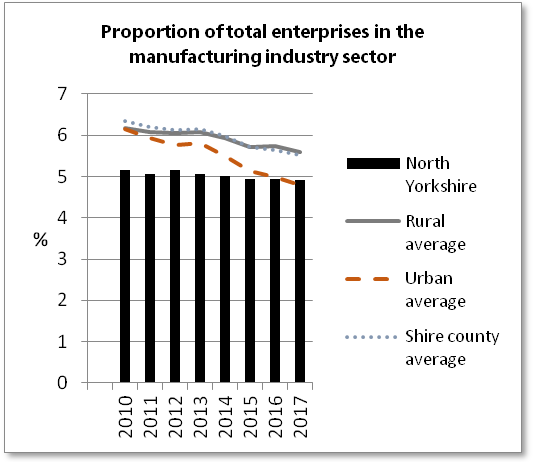 Proportion of total enterprises in the
manufacturing industry sector
7
6
5
4
3
2
1
0
%
2010
2011
2012
2013
2014
2015
2016
2017
North
Yorkshire
Rural
average
Urban
average
Shire county
average